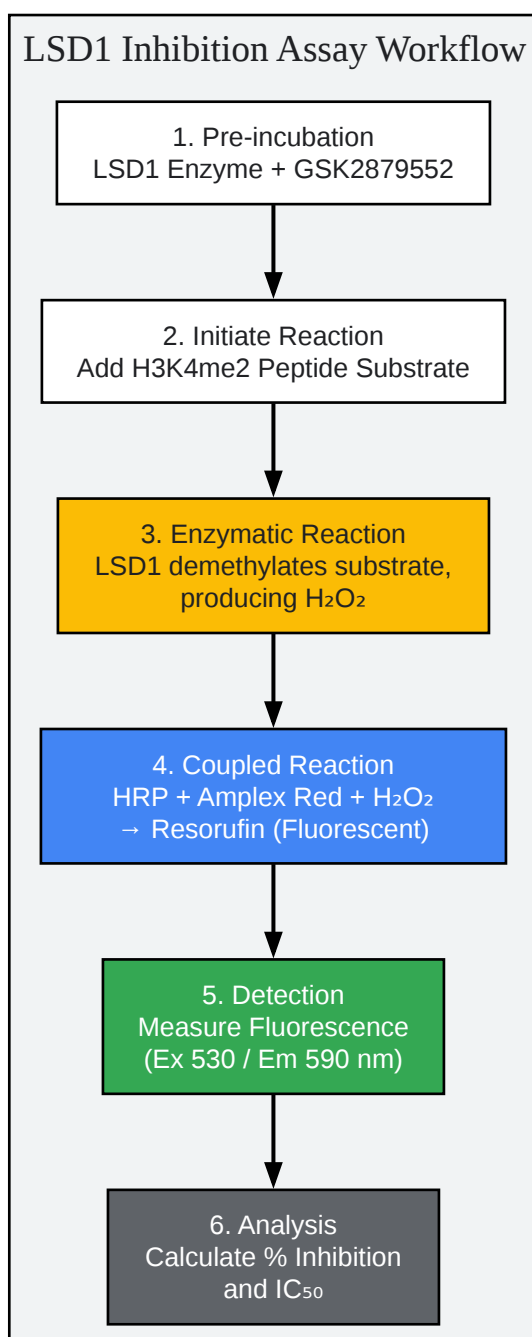 LSD1 Inhibition Assay Workflow
1. Pre-incubation
LSD1 Enzyme + GSK2879552
2. Initiate Reaction
Add H3K4me2 Peptide Substrate
3. Enzymatic Reaction
LSD1 demethylates substrate,
producing H₂O₂
4. Coupled Reaction
HRP + Amplex Red + H₂O₂
→ Resorufin (Fluorescent)
5. Detection
Measure Fluorescence
(Ex 530 / Em 590 nm)
6. Analysis
Calculate % Inhibition
and IC₅₀